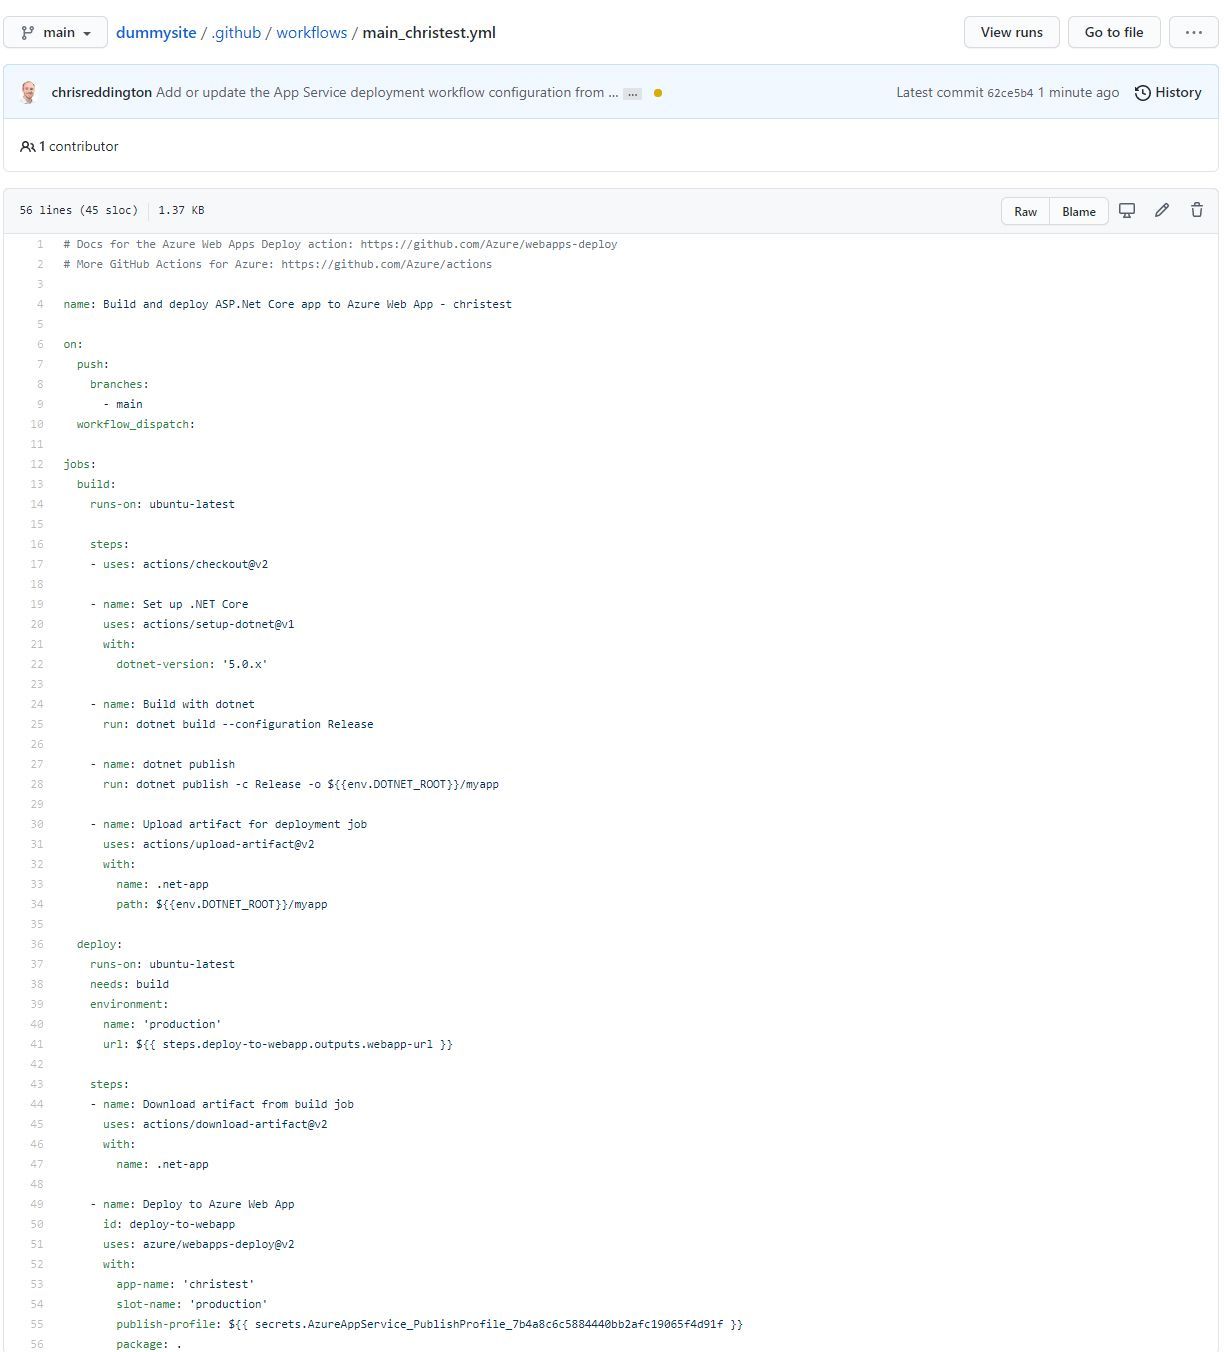 main
dummysite / .github / workflows / main_christest.yml
View runs
Go to file
...
chrisreddington Add or update the App Service deployment workflow configuration from … ...
Latest commit 62ce5b4 1 minute ago
History
1 contributor
56 lines (45 sloc)
1.37 KB
Raw
Blame
1 # Docs for the Azure Web Apps Deploy action: https://github.com/Azure/webapps-deploy
2 # More GitHub Actions for Azure: https://github.com/Azure/actions
3
4 name: Build and deploy ASP.Net Core app to Azure Web App - christest
5
6 on:
7   push:
8     branches:
9       - main
10   workflow_dispatch:
11
12 jobs:
13   build:
14     runs-on: ubuntu-latest
15
16     steps:
17     - uses: actions/checkout@v2
18
19     - name: Set up .NET Core
20       uses: actions/setup-dotnet@v1
21       with:
22         dotnet-version: '5.0.x'
23
24     - name: Build with dotnet
25       run: dotnet build --configuration Release
26
27     - name: dotnet publish
28       run: dotnet publish -c Release -o ${{env.DOTNET_ROOT}}/myapp
29
30     - name: Upload artifact for deployment job
31       uses: actions/upload-artifact@v2
32       with:
33         name: .net-app
34         path: ${{env.DOTNET_ROOT}}/myapp
35
36   deploy:
37     runs-on: ubuntu-latest
38     needs: build
39     environment:
40       name: 'production'
41       url: ${{ steps.deploy-to-webapp.outputs.webapp-url }}
42
43     steps:
44     - name: Download artifact from build job
45       uses: actions/download-artifact@v2
46       with:
47         name: .net-app
48
49     - name: Deploy to Azure Web App
50       id: deploy-to-webapp
51       uses: azure/webapps-deploy@v2
52       with:
53         app-name: 'christest'
54         slot-name: 'production'
55         publish-profile: ${{ secrets.AzureAppService_PublishProfile_7b4a8c6c5884440bb2afc19065f4d91f }}
56         package: .